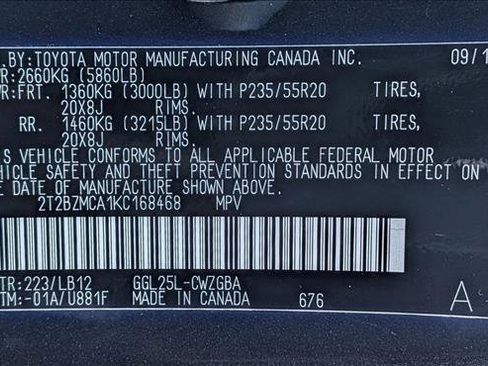 .BY:TOYOTA MOTOR MANUFACTURING CANADA INC. 09/1
R:2660KG (5860LB)
R:FRT. 1360KG (3000LB) WITH P235/55R20 TIRES,
20X8J RIMS.
RR. 1460KG (3215LB) WITH P235/55R20 TIRES,
20X8J RIMS.
S VEHICLE CONFORMS TO ALL APPLICABLE FEDERAL MOTOR
EHICLE SAFETY AND THEFT PREVENTION STANDARDS IN EFFECT ON
E DATE OF MANUFACTURE SHOWN ABOVE.
2T2BZMCA1KC168468 MPV
TR:223/LB12 GGL25L-CWZGBA
TM:-01A/U881F MADE IN CANADA 676 A